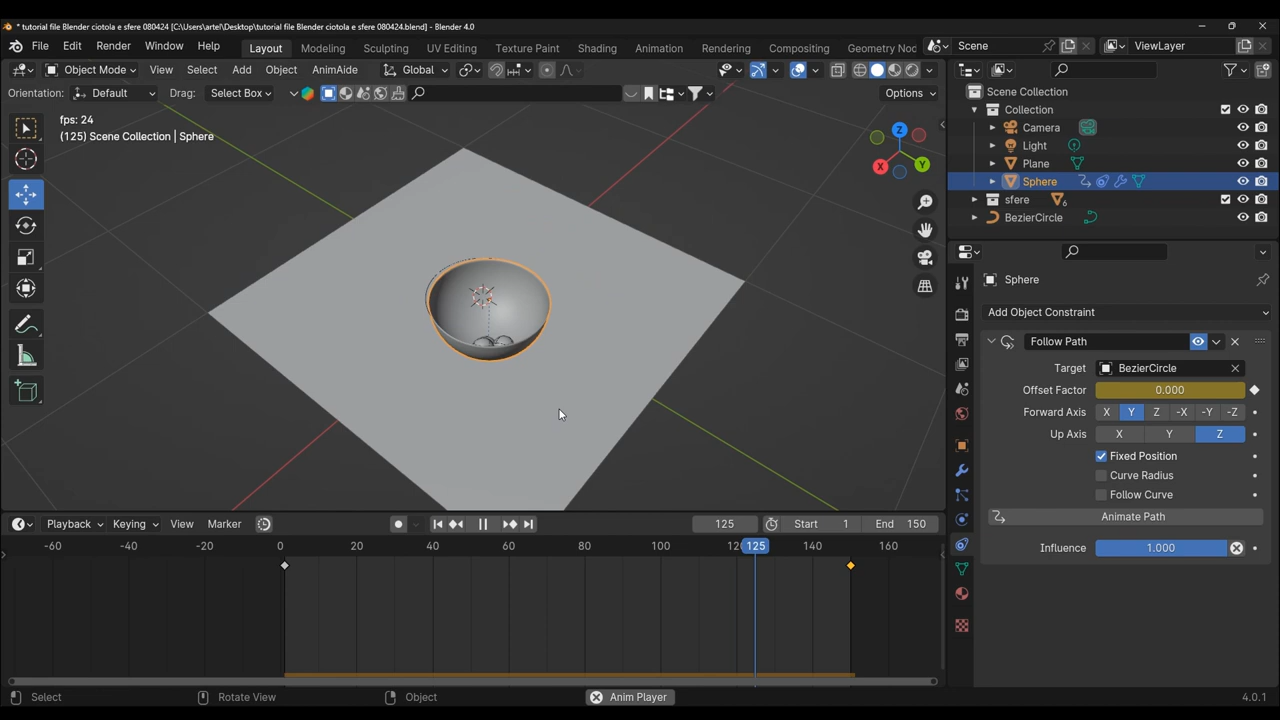 * tutorial file Blender ciotola e sfere 080424 [C:\Users\artel\Desktop\tutorial file Blender ciotola e sfere 080424.blend] - Blender 4.0
File Edit Render Window Help Layout Modeling Sculpting UV Editing Texture Paint Shading Animation Rendering Compositing Geometry Noc Scene ViewLayer
Object Mode View Select Add Object AnimAide Global
Orientation: Default Drag: Select Box Options
fps: 24
(125) Scene Collection | Sphere
Z
Y
X
Scene Collection
Collection
Camera
Light
Plane
Sphere
sfere 6
BezierCircle
Sphere
Add Object Constraint
Follow Path
Target BezierCircle
Offset Factor 0.000
Forward Axis X Y Z -X -Y -Z
Up Axis X Y Z
Fixed Position
Curve Radius
Follow Curve
Animate Path
Influence 1.000
Playback Keying View Marker 125 Start 1 End 150
-60 -40 -20 0 20 40 60 80 100 12 125 140 160
Select Rotate View Object Anim Player 4.0.1